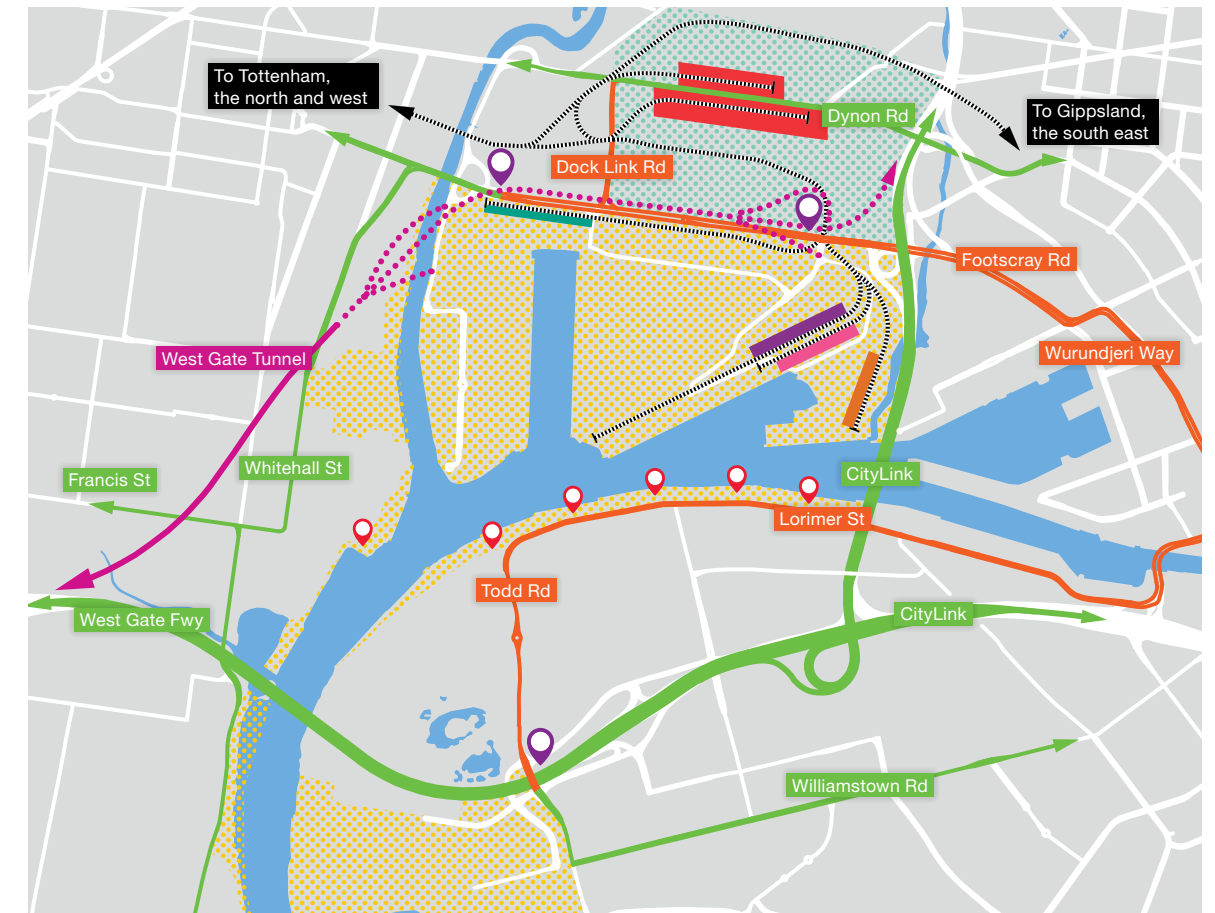 To Tottenham,
the north and west
To Gippsland,
the south east
Dynon Rd
Dock Link Rd
Footscray Rd
West Gate Tunnel
Wurundjeri Way
Whitehall St
Francis St
CityLink
Lorimer St
Todd Rd
West Gate Fwy
CityLink
Williamstown Rd